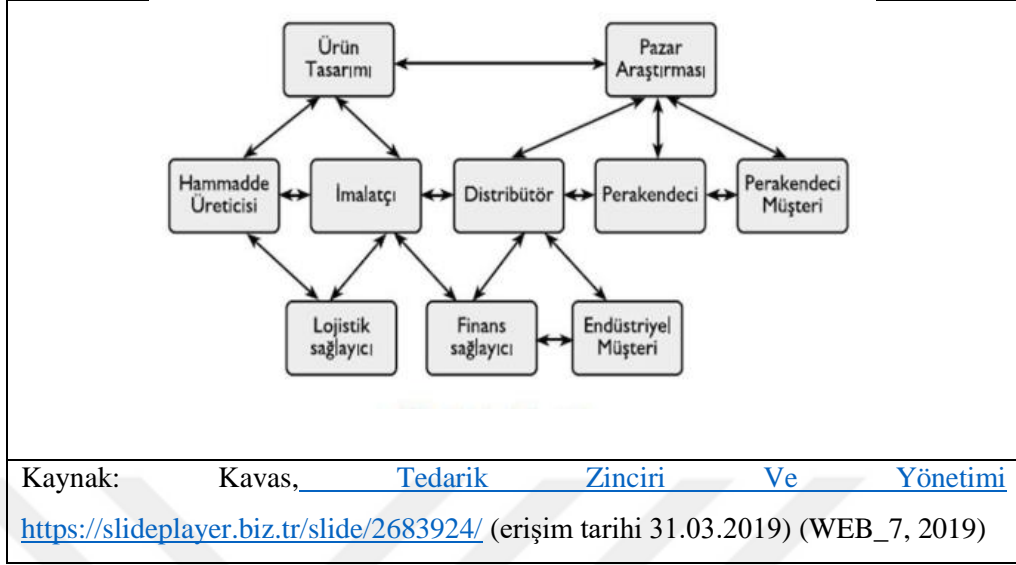 Ürün
Tasarımı
Pazar
Araştırması
Hammadde
Üreticisi
İmalatçı
Distribütör
Perakendeci
Perakendeci
Müşteri
Lojistik
sağlayıcı
Finans
sağlayıcı
Endüstriyel
Müşteri
Kaynak: Kavas, Tedarik Zinciri Ve Yönetimi
https://slideplayer.biz.tr/slide/2683924/ (erişim tarihi 31.03.2019) (WEB_7, 2019)